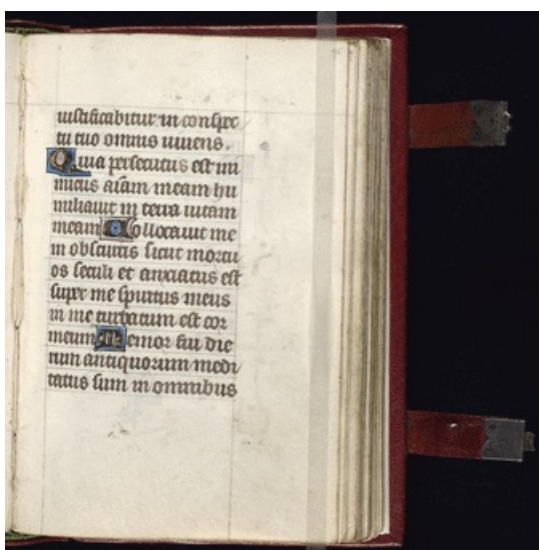 iustificabitur in conspec
tu tuo omnis uiuens.
Quia persecutus est ini
micus aīam meam hu
miliauit in terra uitam
meam Collocauit me
in obscuris sicut mortu
os seculi et anxiatus est
super me spiritus meus
in me turbatum est cor
meum Memor fui die
rum antiquorum medi
tatus sum in omnibus